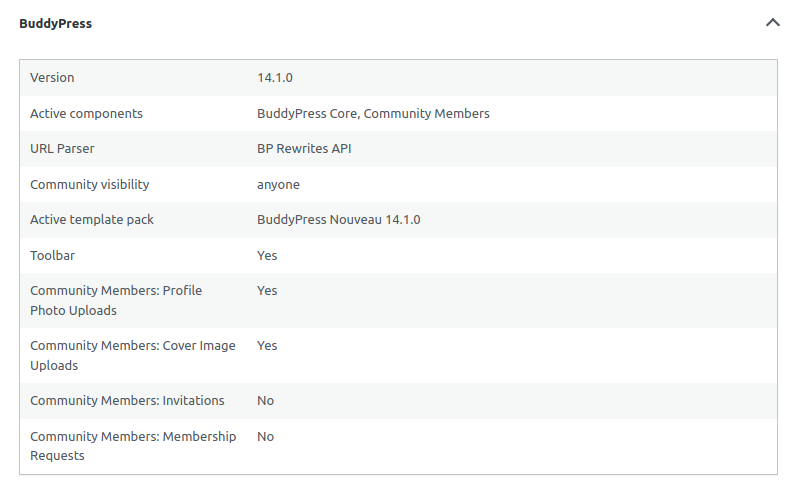 BuddyPress
Version 14.1.0
Active components BuddyPress Core, Community Members
URL Parser BP Rewrites API
Community visibility anyone
Active template pack BuddyPress Nouveau 14.1.0
Toolbar Yes
Community Members: Profile Yes
Photo Uploads
Community Members: Cover Image Yes
Uploads
Community Members: Invitations No
Community Members: Membership No
Requests